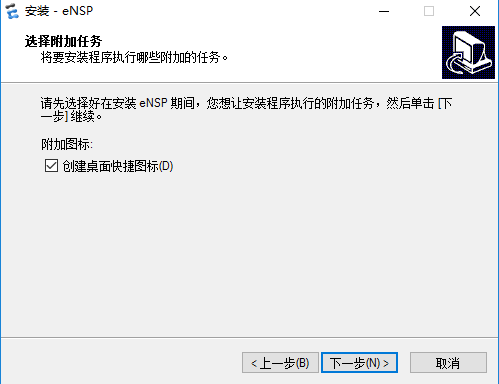 安装 - eNSP
选择附加任务
将要安装程序执行哪些附加的任务。
请先选择好在安装 eNSP 期间，您想让安装程序执行的附加任务，然后单击 [下
一步] 继续。
附加图标:
创建桌面快捷图标(D)
< 上一步(B) 下一步(N) > 取消